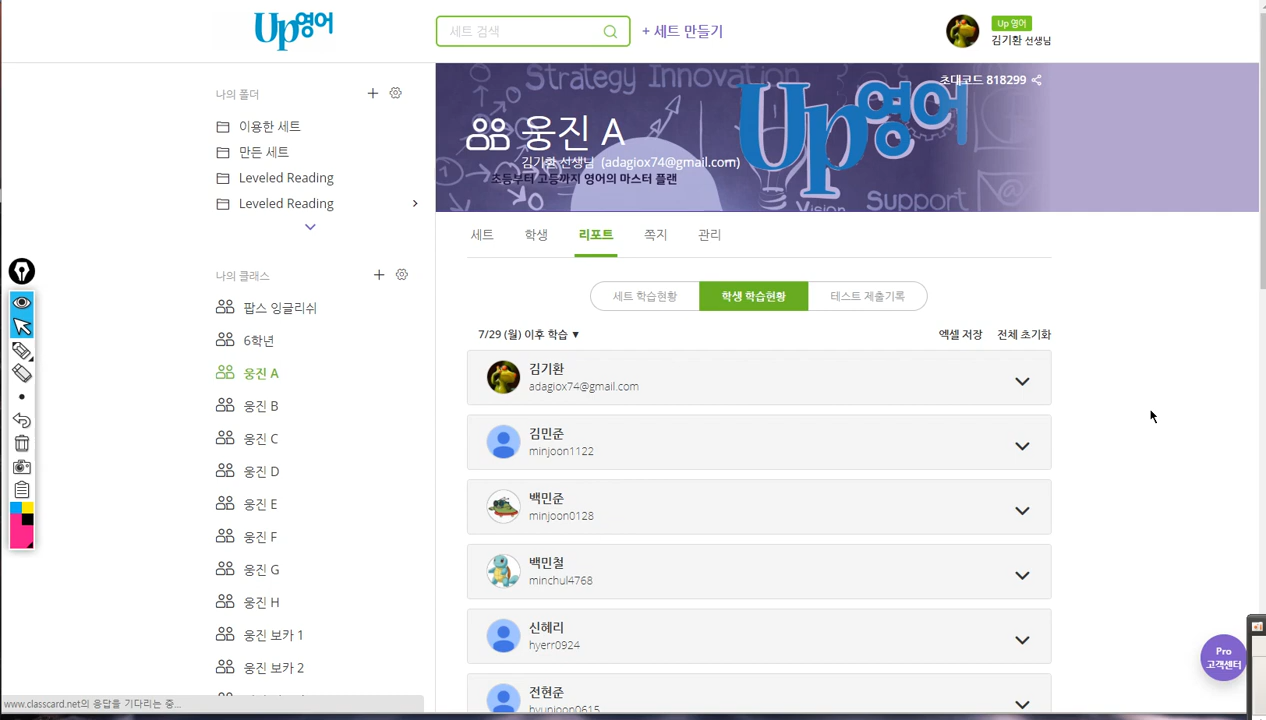 Up영어
세트 검색
+ 세트 만들기
Up 영어
김기환 선생님
나의 폴더
이용한 세트
만든 세트
Leveled Reading
Leveled Reading
나의 클래스
팝스 잉글리쉬
6학년
웅진 A
웅진 B
웅진 C
웅진 D
웅진 E
웅진 F
웅진 G
웅진 H
웅진 보카 1
웅진 보카 2
www.classcard.net의 응답을 기다리는 중...
Strategy Innovation
초대코드 818299
Up영어
웅진 A
김기환 선생님 (adagiox74@gmail.com)
초등부터 고등까지 영어의 마스터 플랜
Vision
Support
세트 학생 리포트 쪽지 관리
세트 학습현황 학생 학습현황 테스트 제출기록
7/29 (월) 이후 학습 ▼
엑셀 저장 전체 초기화
김기환
adagiox74@gmail.com
김민준
minjoon1122
백민준
minjoon0128
백민철
minchul4768
신혜리
hyerr0924
전현준
hyunjoon0615
Pro
고객센터